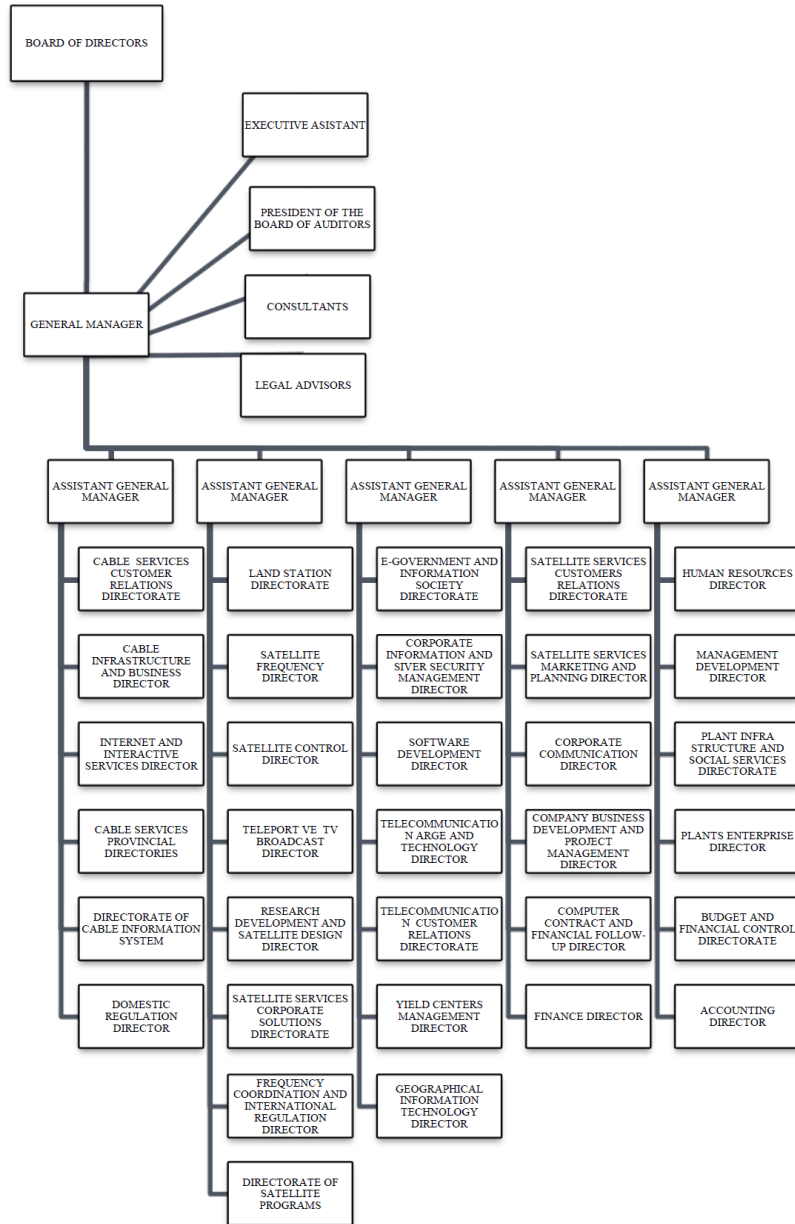 BOARD OF DIRECTORS
EXECUTIVE ASISTANT
PRESIDENT OF THE
BOARD OF AUDITORS
CONSULTANTS
GENERAL MANAGER
LEGAL ADVISORS
ASSISTANT GENERAL
MANAGER
ASSISTANT GENERAL
MANAGER
ASSISTANT GENERAL
MANAGER
ASSISTANT GENERAL
MANAGER
ASSISTANT GENERAL
MANAGER
CABLE SERVICES
CUSTOMER
RELATIONS
DIRECTORATE
CABLE
INFRASTRUCTURE
AND BUSINESS
DIRECTOR
INTERNET AND
INTERACTIVE
SERVICES DIRECTOR
CABLE SERVICES
PROVINCIAL
DIRECTORIES
DIRECTORATE OF
CABLE INFORMATION
SYSTEM
DOMESTIC
REGULATION
DIRECTOR
LAND STATION
DIRECTORATE
SATELLITE
FREQUENCY
DIRECTOR
SATELLITE CONTROL
DIRECTOR
TELEPORT VE TV
BROADCAST
DIRECTOR
RESEARCH
DEVELOPMENT AND
SATELLITE DESIGN
DIRECTOR
SATELLITE SERVICES
CORPORATE
SOLUTIONS
DIRECTORATE
FREQUENCY
COORDINATION AND
INTERNATIONAL
REGULATION
DIRECTOR
DIRECTORATE OF
SATELLITE
PROGRAMS
E-GOVERNMENT AND
INFORMATION
SOCIETY
DIRECTORATE
CORPORATE
INFORMATION AND
SIVER SECURITY
MANAGEMENT
DIRECTOR
SOFTWARE
DEVELOPMENT
DIRECTOR
TELECOMMUNICATIO
N ARGE AND
TECHNOLOGY
DIRECTOR
TELECOMMUNICATIO
N CUSTOMER
RELATIONS
DIRECTORATE
YIELD CENTERS
MANAGEMENT
DIRECTOR
GEOGRAPHICAL
INFORMATION
TECHNOLOGY
DIRECTOR
SATELLITE SERVICES
CUSTOMERS
RELATIONS
DIRECTORATE
SATELLITE SERVICES
MARKETING AND
PLANNING DIRECTOR
CORPORATE
COMMUNICATION
DIRECTOR
COMPANY BUSINESS
DEVELOPMENT AND
PROJECT
MANAGEMENT
DIRECTOR
COMPUTER
CONTRACT AND
FINANCIAL FOLLOW-
UP DIRECTOR
FINANCE DIRECTOR
HUMAN RESOURCES
DIRECTOR
MANAGEMENT
DEVELOPMENT
DIRECTOR
PLANT INFRA
STRUCTURE AND
SOCIAL SERVICES
DIRECTORATE
PLANTS ENTERPRISE
DIRECTOR
BUDGET AND
FINANCIAL CONTROL
DIRECTORATE
ACCOUNTING
DIRECTOR